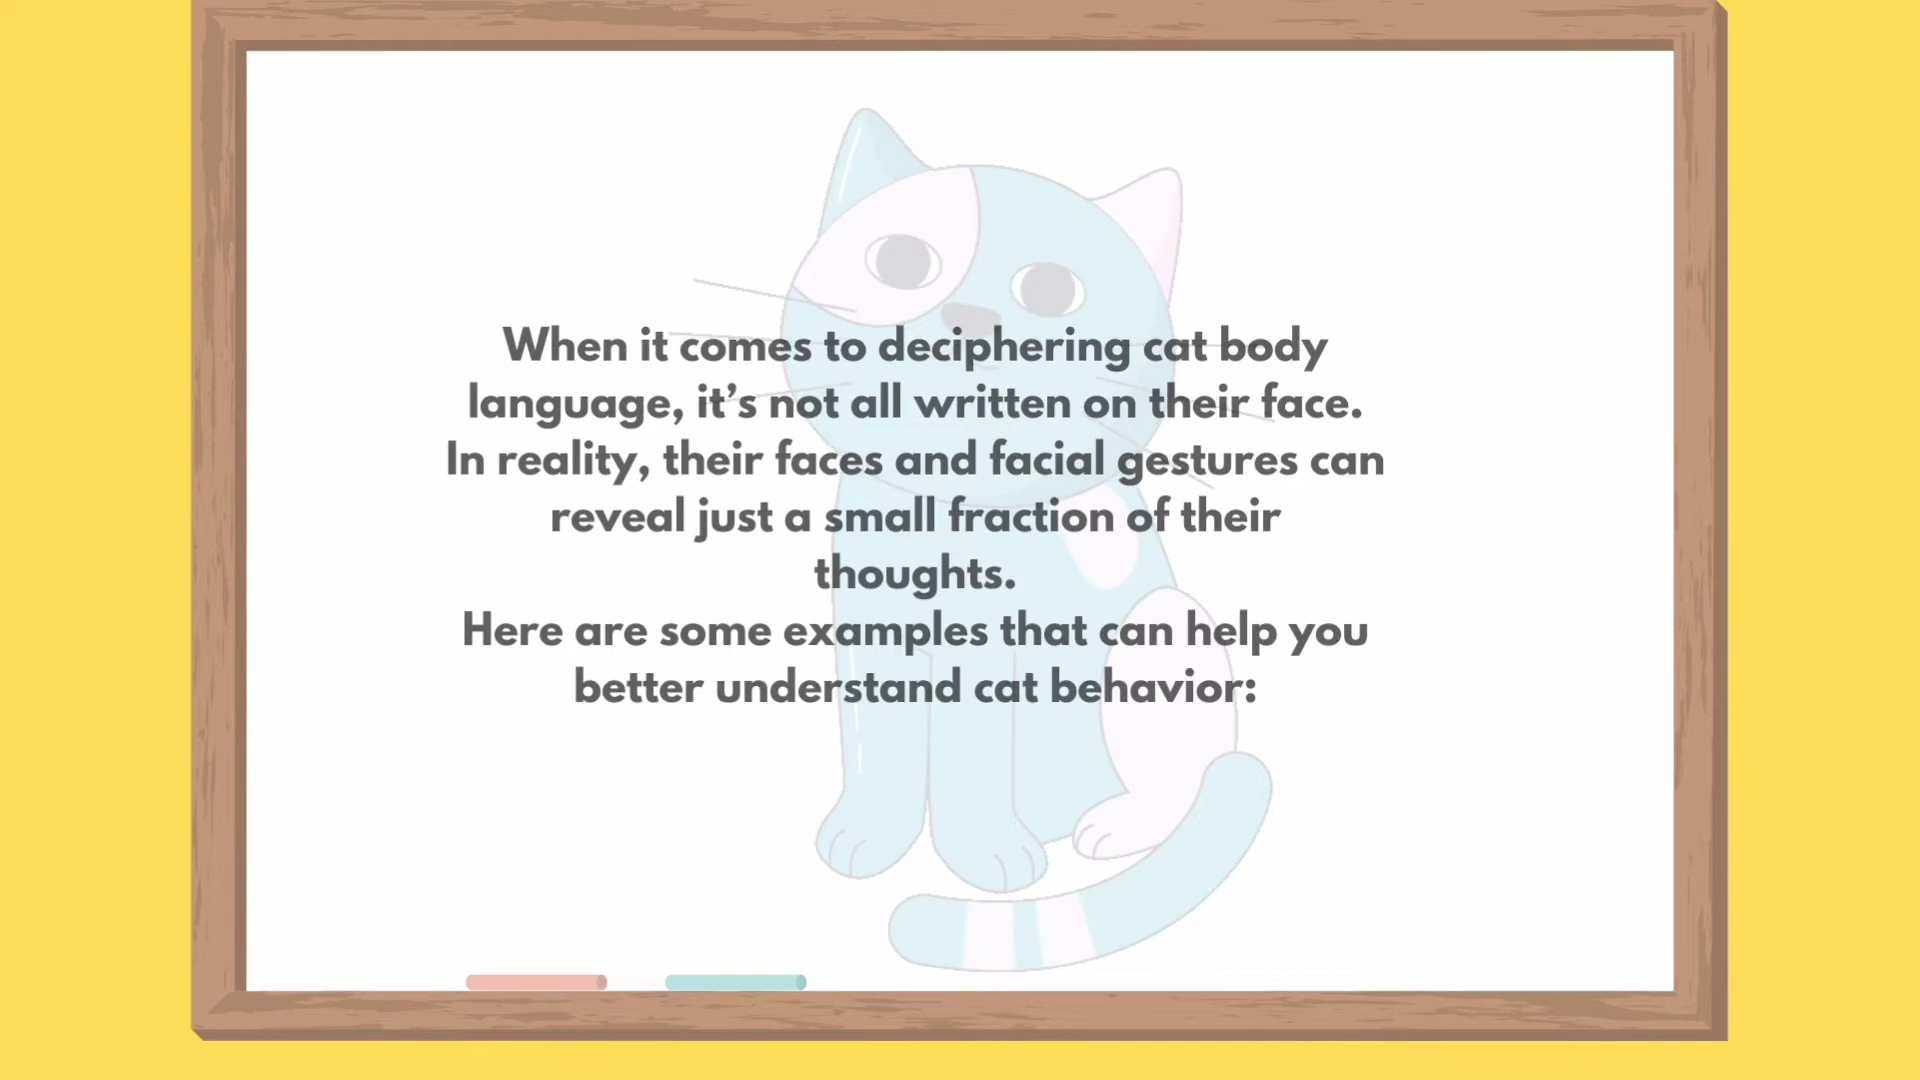 When it comes to deciphering cat body
language, it’s not all written on their face.
In reality, their faces and facial gestures can
reveal just a small fraction of their
thoughts.
Here are some examples that can help you
better understand cat behavior: